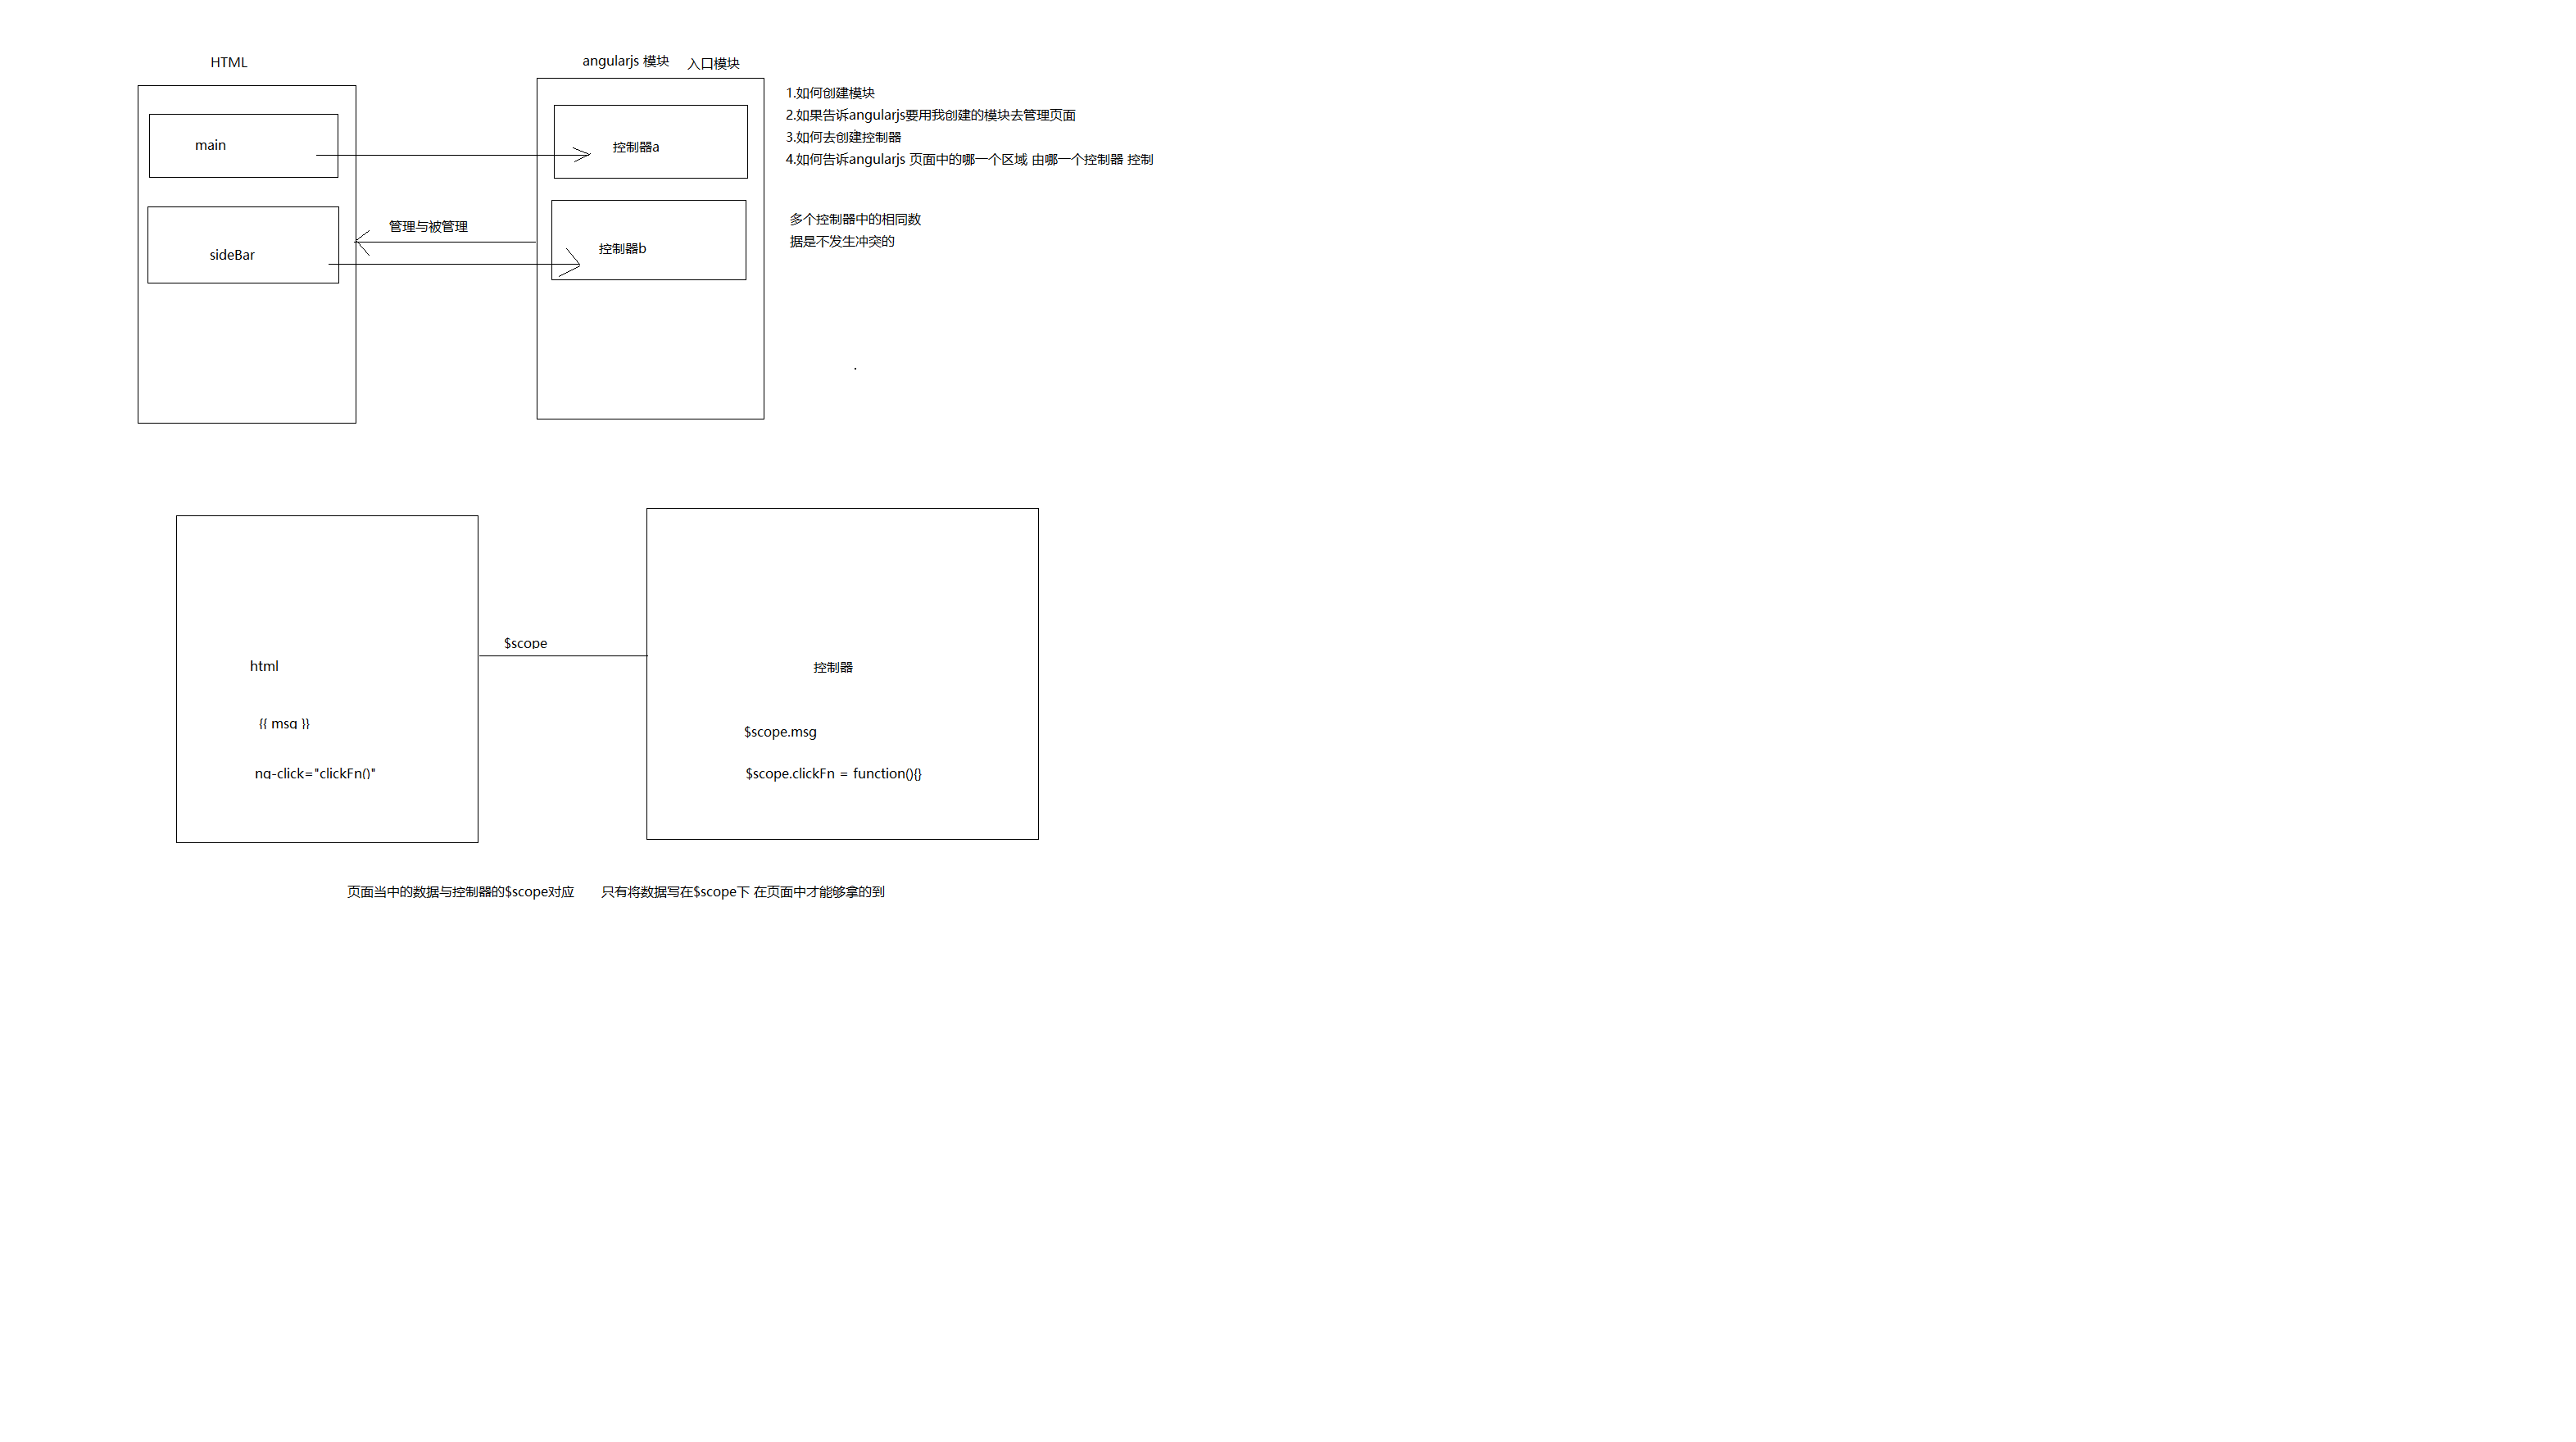 HTML
angularjs 模块
入口模块
main
控制器a
1.如何创建模块
2.如果告诉angularjs要用我创建的模块去管理页面
3.如何去创建控制器
4.如何告诉angularjs 页面中的哪一个区域 由哪一个控制器 控制
管理与被管理
sideBar
控制器b
多个控制器中的相同数
据是不发生冲突的
$scope
html
控制器
{{ msg }}
$scope.msg
ng-click="clickFn()"
$scope.clickFn = function(){}
页面当中的数据与控制器的$scope对应
只有将数据写在$scope下 在页面中才能够拿的到